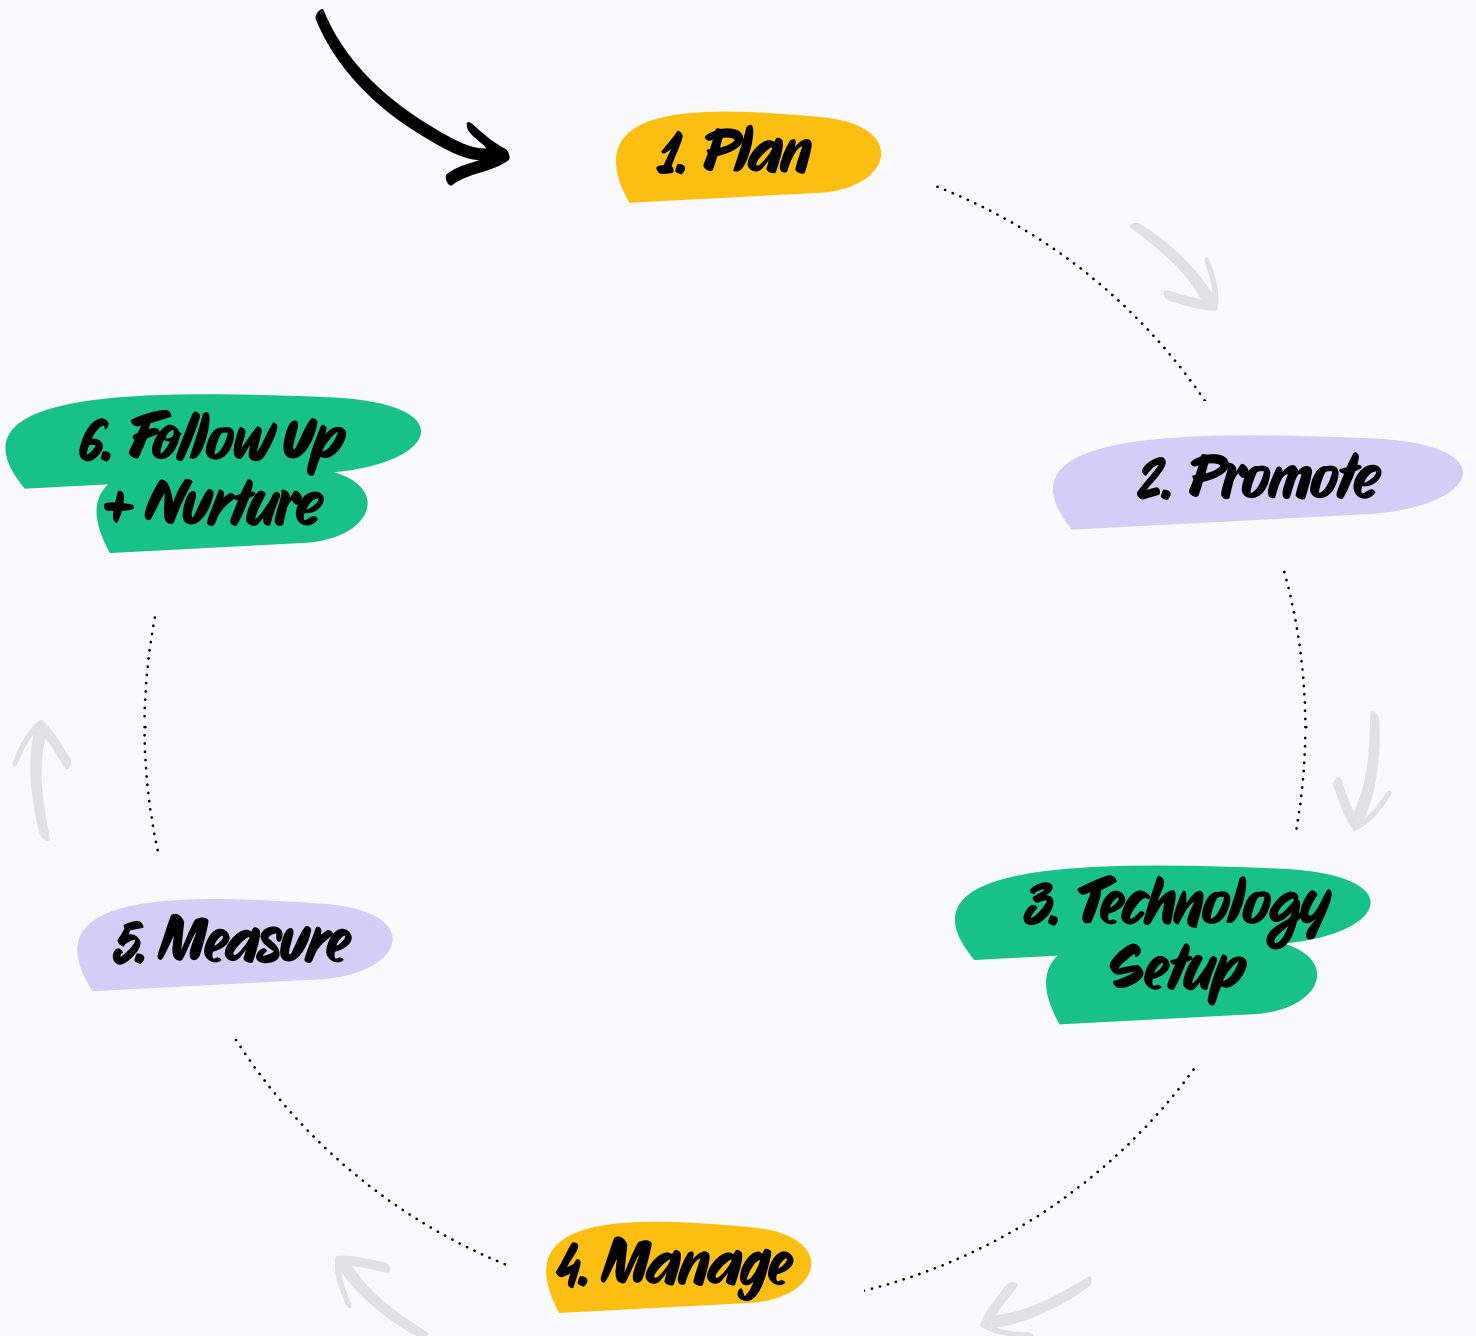 1. Plan
2. Promote
3. Technology
Setup
4. Manage
5. Measure
6. Follow Up
+ Nurture